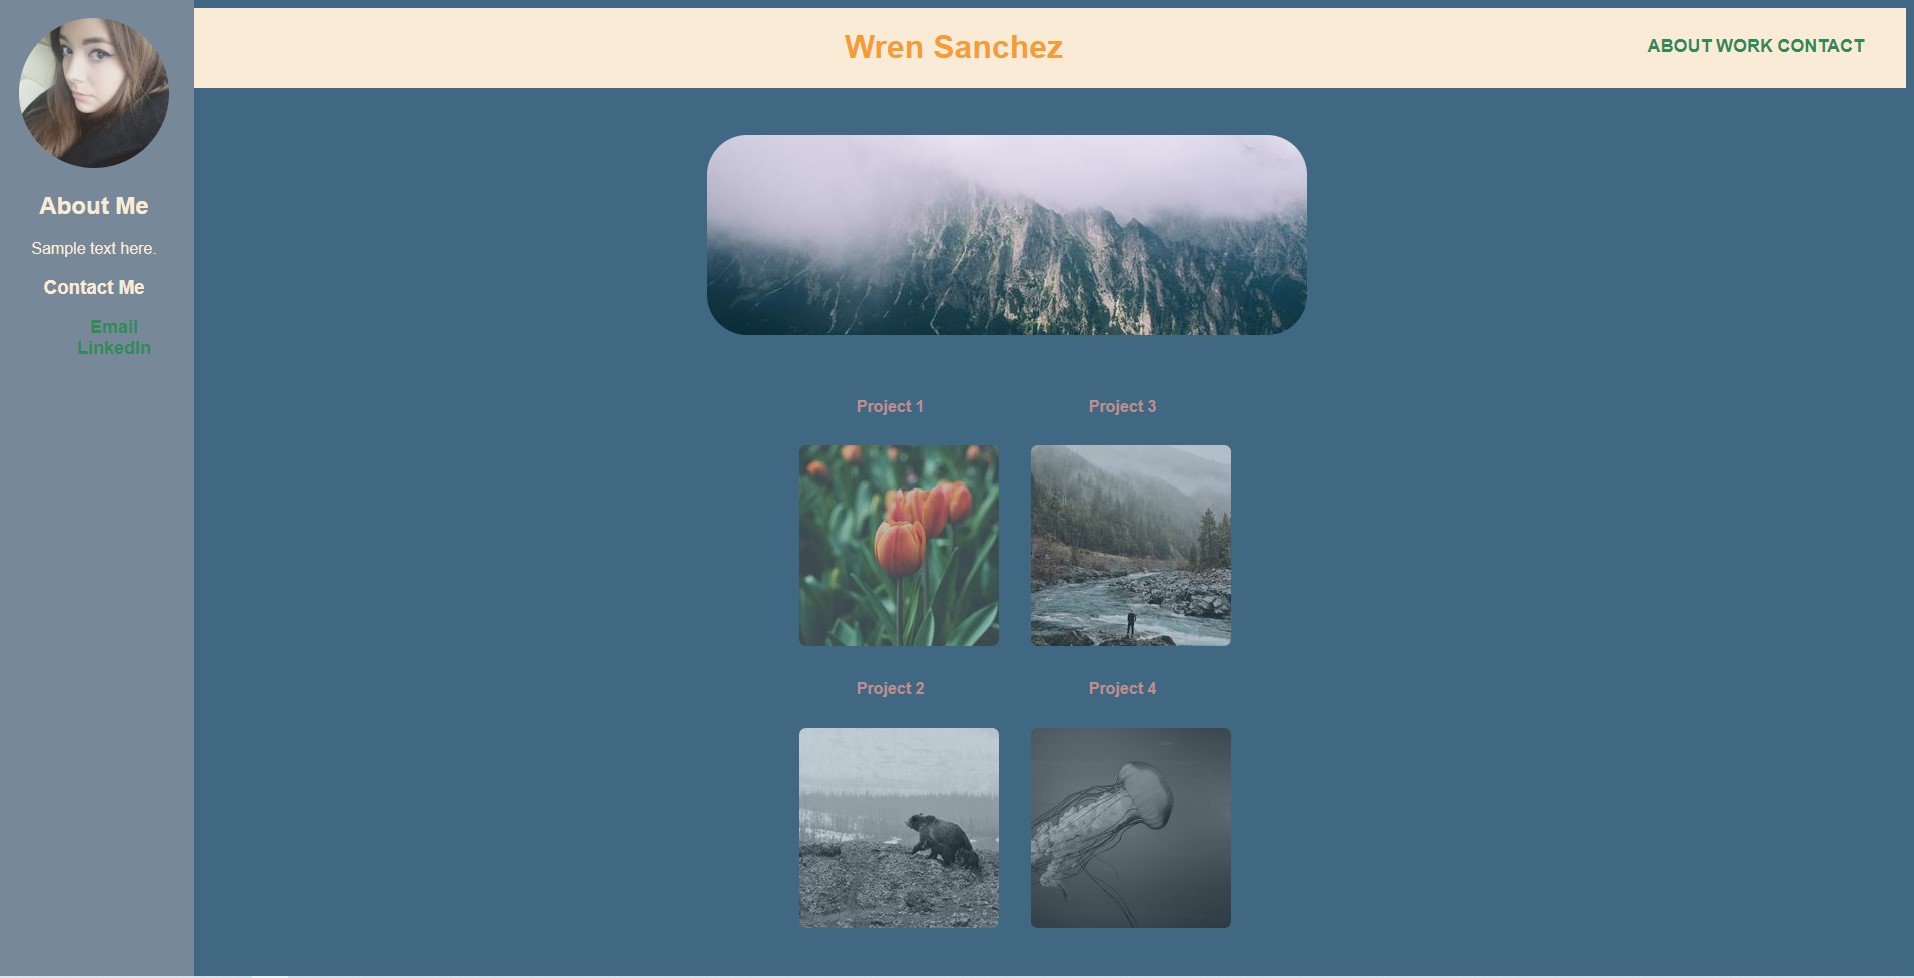 Wren Sanchez
ABOUT WORK CONTACT
About Me
Sample text here.
Contact Me
Email
LinkedIn
Project 1
Project 3
Project 2
Project 4